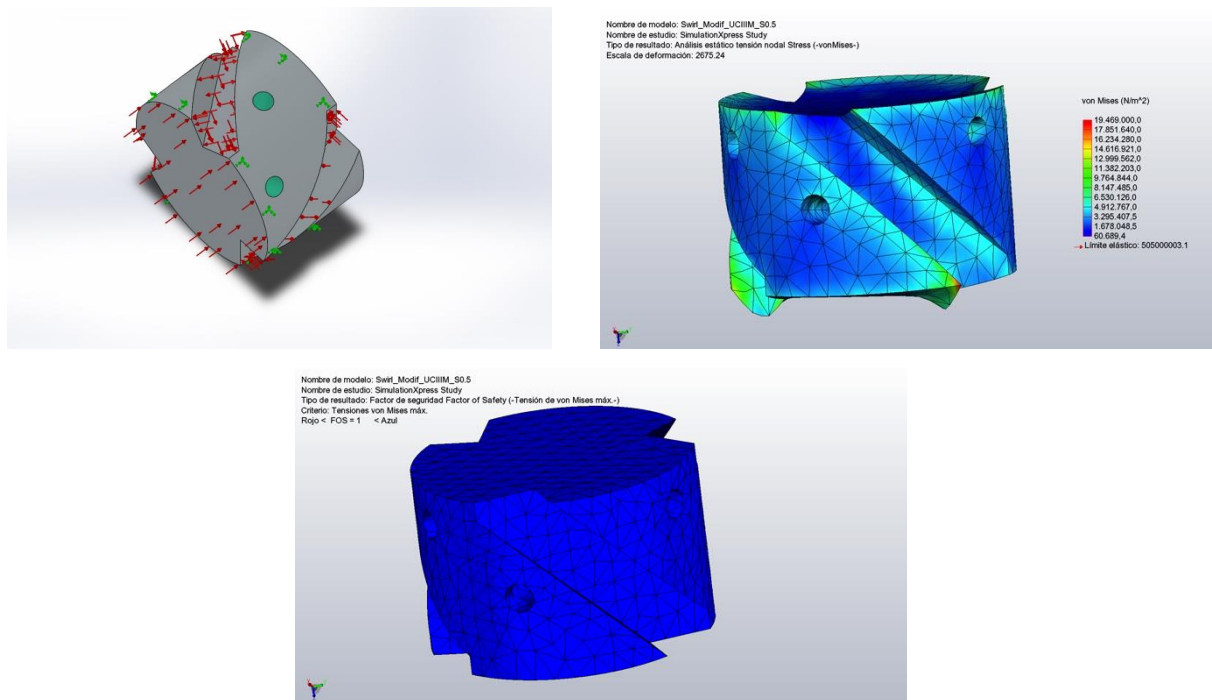 Nombre de modelo: Swirl_Modif_UCIIIM_S0.5
Nombre de estudio: SimulationXpress Study
Tipo de resultado: Análisis estático tensión nodal Stress (-vonMises-)
Escala de deformación: 2675.24
von Mises (N/m^2)
19.469.000,0
17.851.640,0
16.234.280,0
14.616.921,0
12.999.562,0
11.382.203,0
9.764.844,0
8.147.485,0
6.530.126,0
4.912.767,0
3.295.407,5
1.678.048,5
60.689,4
Límite elástico: 505000003.1
Nombre de modelo: Swirl_Modif_UCIIIM_S0.5
Nombre de estudio: SimulationXpress Study
Tipo de resultado: Factor de seguridad Factor of Safety (-Tensión de von Mises máx.-)
Criterio: Tensiones von Mises máx.
Rojo < FOS = 1 < Azul